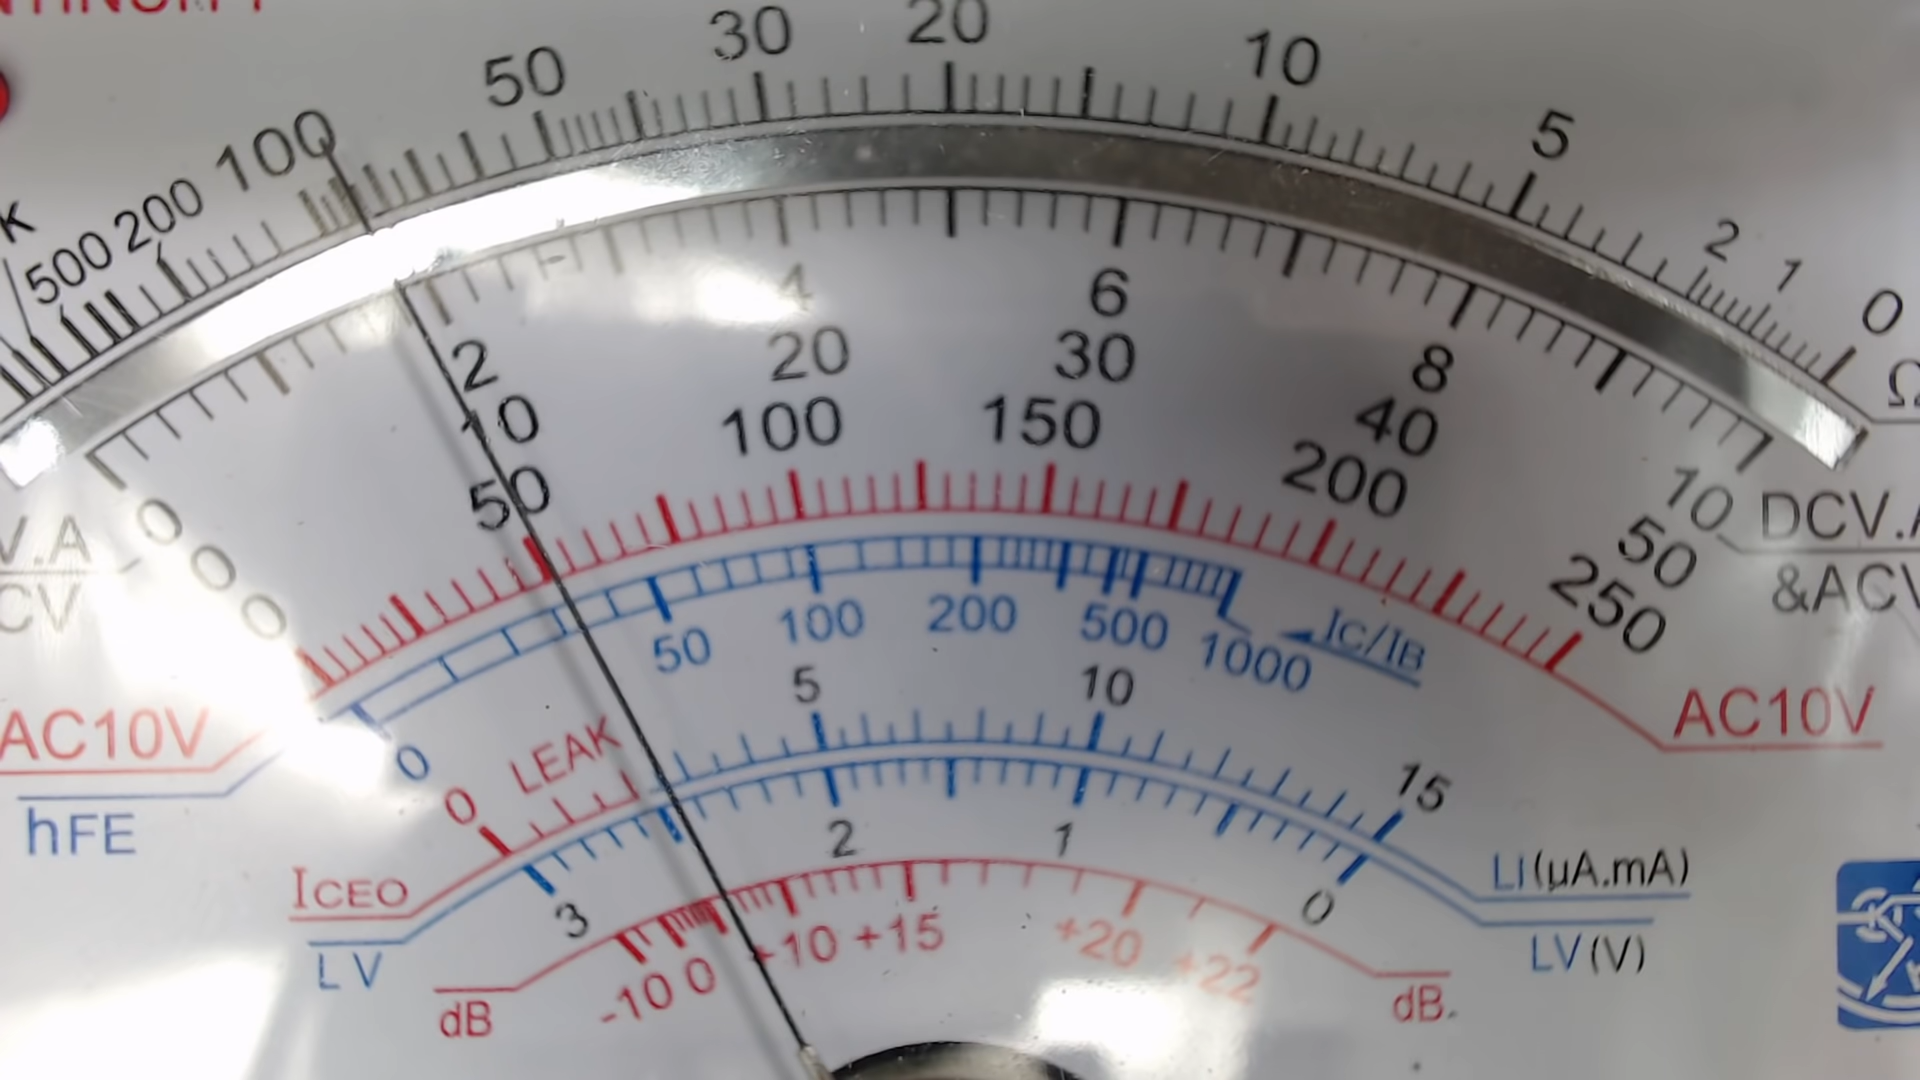 K 500 200 100 50 30 20 10 5 2 1 0 Ω
0 2 4 6 8 10
0 10 20 30 40 50
0 50 100 150 200 250
DCV.A
&ACV
AC10V AC10V
hFE 0 50 100 200 500 1000 IC/IB
0 LEAK 5 10 15
ICEO LI(µA.mA)
LV 3 2 1 0 LV(V)
dB -10 0 +10 +15 +20 +22 dB.